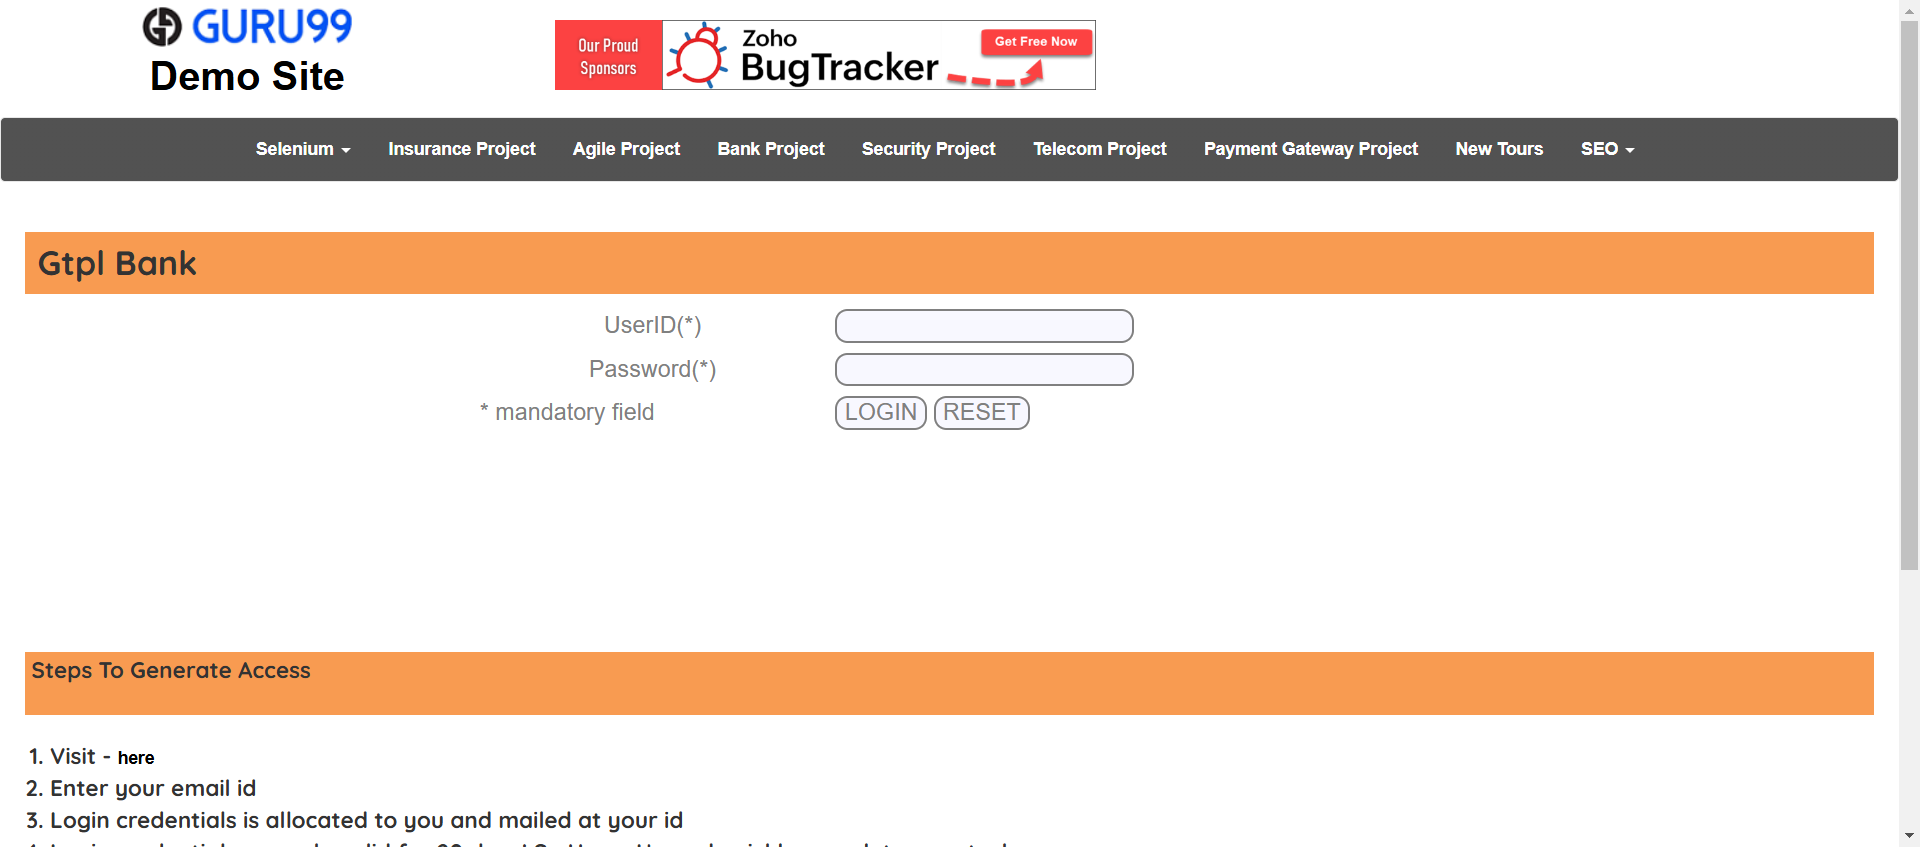 GURU99
Demo Site
Our Proud
Sponsors
Zoho
BugTracker
Get Free Now
Selenium Insurance Project Agile Project Bank Project Security Project Telecom Project Payment Gateway Project New Tours SEO
Gtpl Bank
UserID(*)
Password(*)
* mandatory field LOGIN RESET
Steps To Generate Access
1. Visit - here
2. Enter your email id
3. Login credentials is allocated to you and mailed at your id